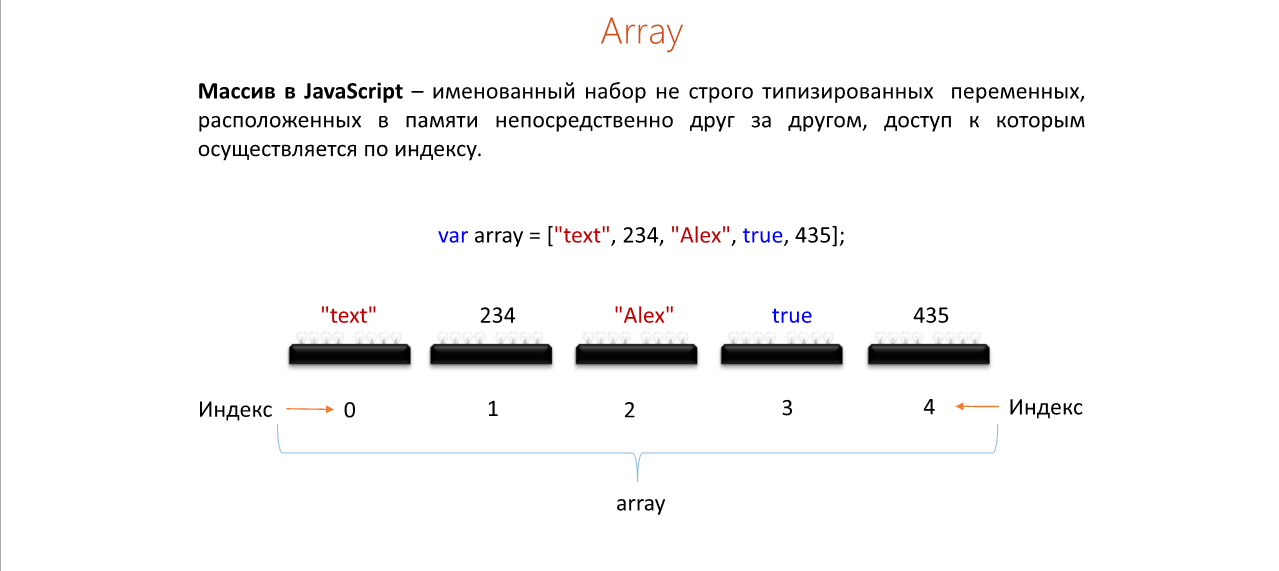 Array
Массив в JavaScript – именованный набор не строго типизированных переменных,
расположенных в памяти непосредственно друг за другом, доступ к которым
осуществляется по индексу.
var array = ["text", 234, "Alex", true, 435];
"text" 234 "Alex" true 435
Индекс 0 1 2 3 4 Индекс
array